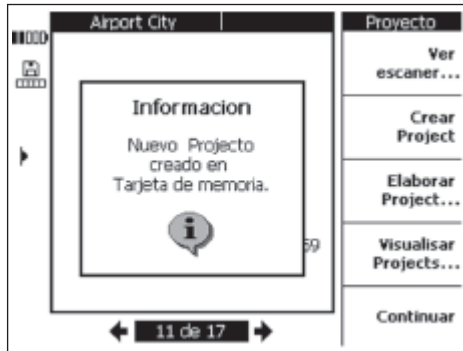 Airport City
Proyecto
Ver
escaner...
Crear
Project
Elaborar
Project...
Visualisar
Projects...
Continuar
Informacion
Nuevo Projecto
creado en
Tarjeta de memoria.
59
11 de 17